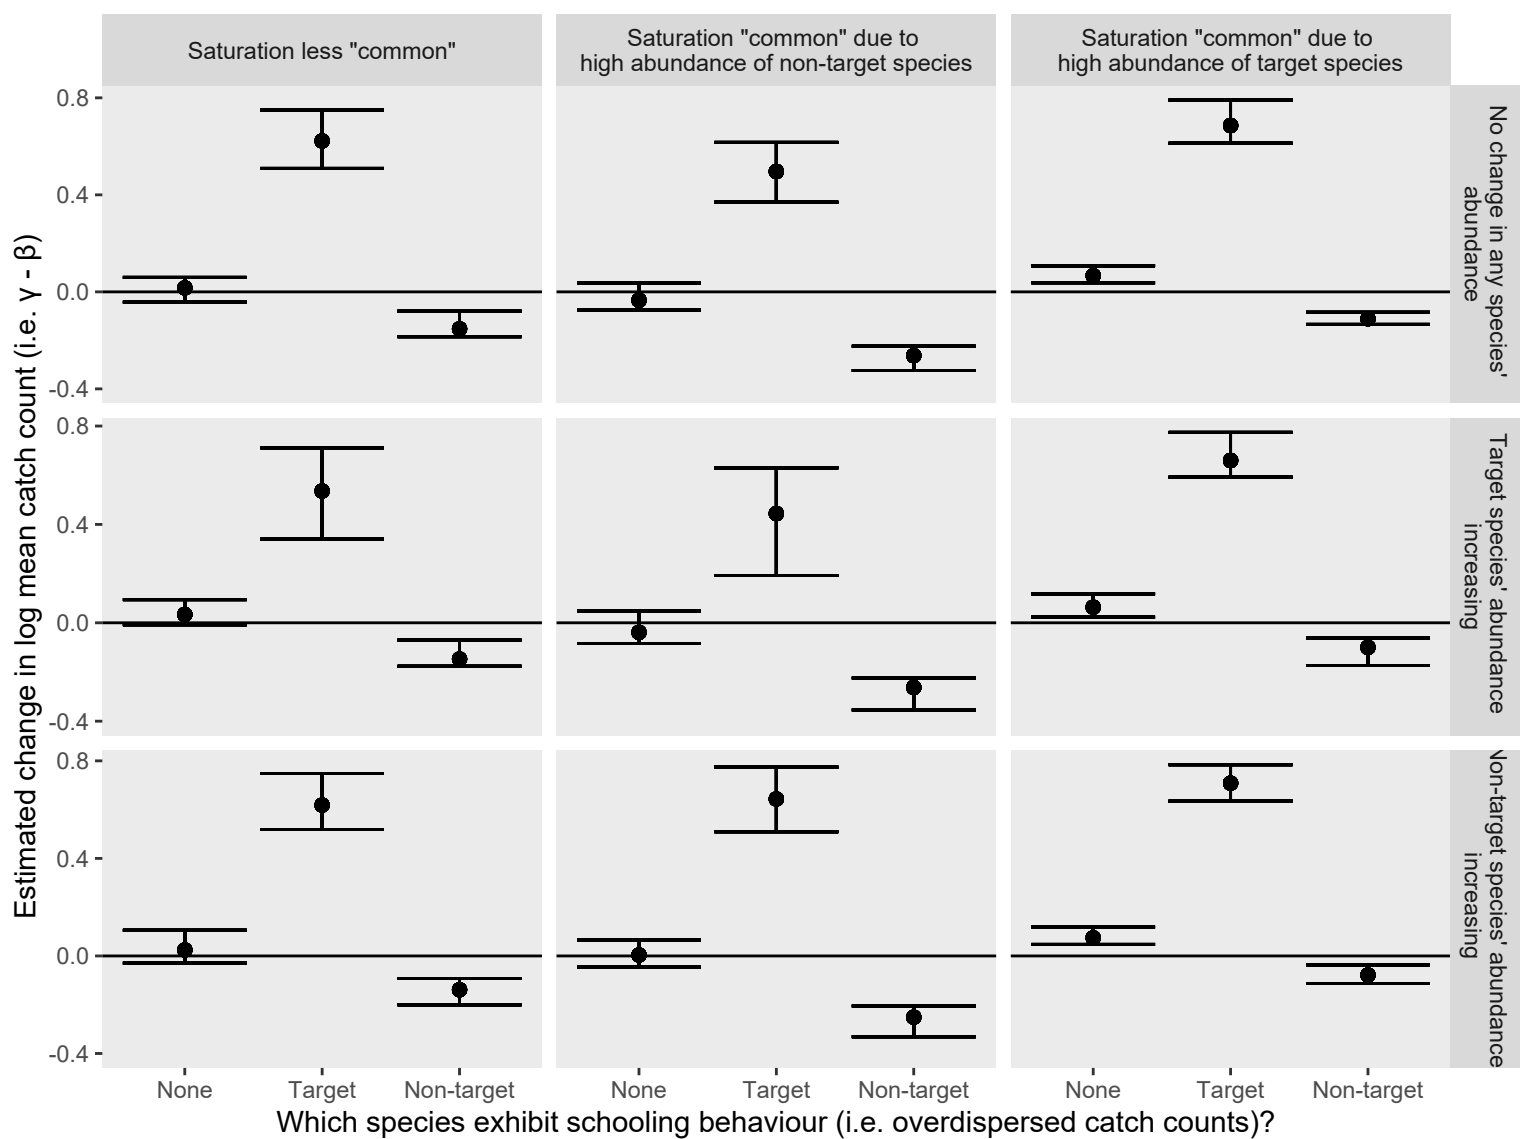 Saturation less "common"
Saturation "common" due to
high abundance of non-target species
Saturation "common" due to
high abundance of target species
Estimated change in log mean catch count (i.e. γ - β)
0.8
0.4
0.0
-0.4
No change in any species'
abundance
0.8
0.4
0.0
-0.4
Target species' abundance
increasing
0.8
0.4
0.0
-0.4
Non-target species' abundance
increasing
None Target Non-target
None Target Non-target
None Target Non-target
Which species exhibit schooling behaviour (i.e. overdispersed catch counts)?